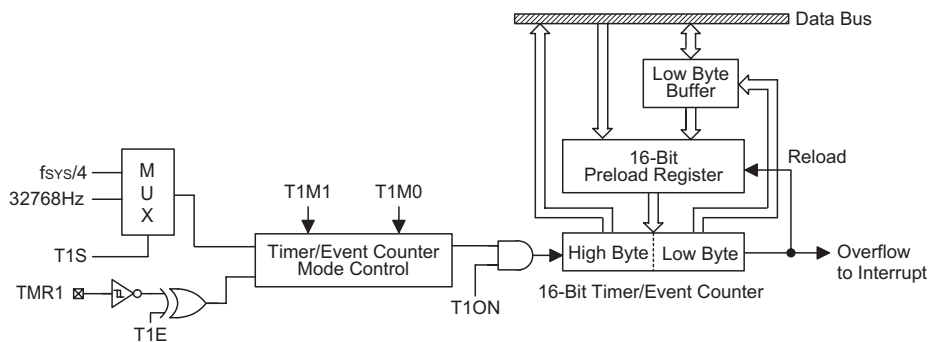 Data Bus
Low Byte
Buffer
16-Bit
Preload Register
Reload
fSYS/4
32768Hz
M
U
X
T1S
T1M1
T1M0
Timer/Event Counter
Mode Control
High Byte
Low Byte
Overflow
to Interrupt
16-Bit Timer/Event Counter
TMR1
T1E
T1ON